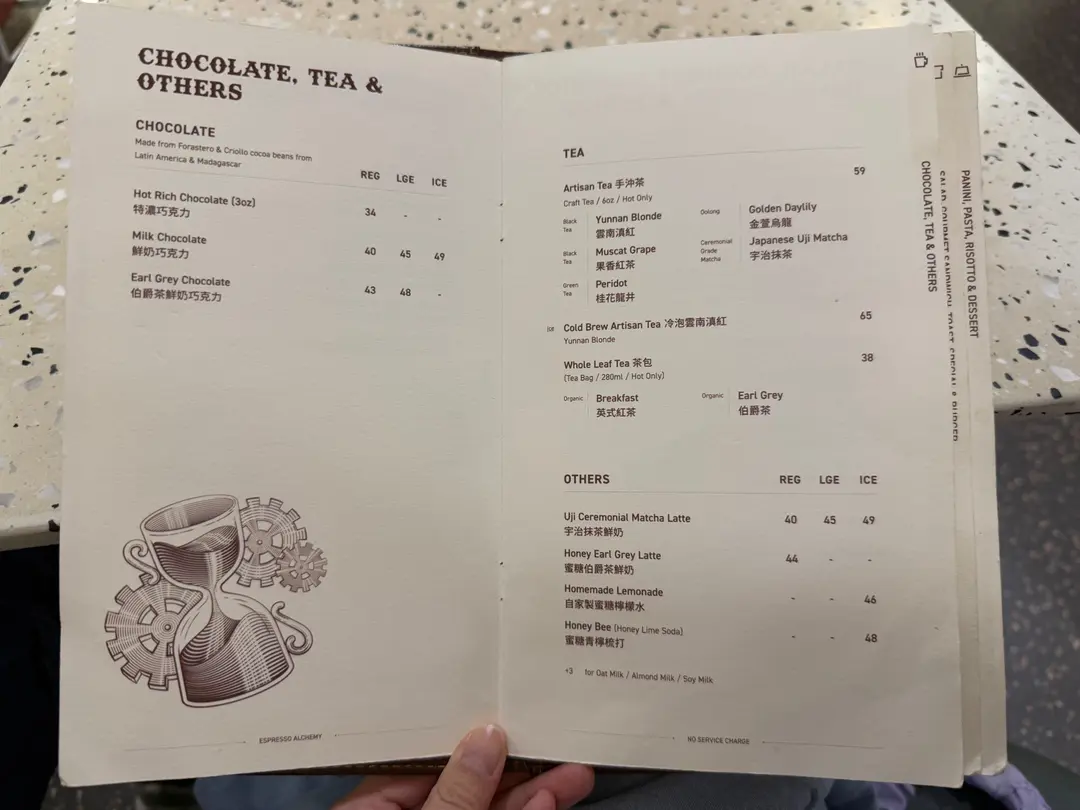 CHOCOLATE, TEA &
OTHERS
CHOCOLATE
Made from Forastero & Criollo cocoa beans from
Latin America & Madagascar
REG LGE ICE
Hot Rich Chocolate (3oz)
特濃巧克力
34 - -
Milk Chocolate
鮮奶巧克力
40 45 49
Earl Grey Chocolate
伯爵茶鮮奶巧克力
43 48 -
ESPRESSO ALCHEMY
TEA
Artisan Tea 手沖茶 59
Craft Tea / 6oz / Hot Only
Black
Tea
Yunnan Blonde
雲南滇紅
Oolong
Golden Daylily
金萱烏龍
Black
Tea
Muscat Grape
果香紅茶
Ceremonial
Grade
Matcha
Japanese Uji Matcha
宇治抹茶
Green
Tea
Peridot
桂花龍井
Cold Brew Artisan Tea 冷泡雲南滇紅 65
Yunnan Blonde
Whole Leaf Tea 茶包 38
(Tea Bag / 280ml / Hot Only)
Organic
Breakfast
英式紅茶
Organic
Earl Grey
伯爵茶
OTHERS REG LGE ICE
Uji Ceremonial Matcha Latte
宇治抹茶鮮奶
40 45 49
Honey Earl Grey Latte
蜜糖伯爵茶鮮奶
44 - -
Homemade Lemonade
自家製蜜糖檸檬水
- - 46
Honey Bee (Honey Lime Soda)
蜜糖青檸梳打
- - 48
+3 for Oat Milk / Almond Milk / Soy Milk
NO SERVICE CHARGE
CHOCOLATE, TEA & OTHERS
PANINI, PASTA, RISOTTO & DESSERT